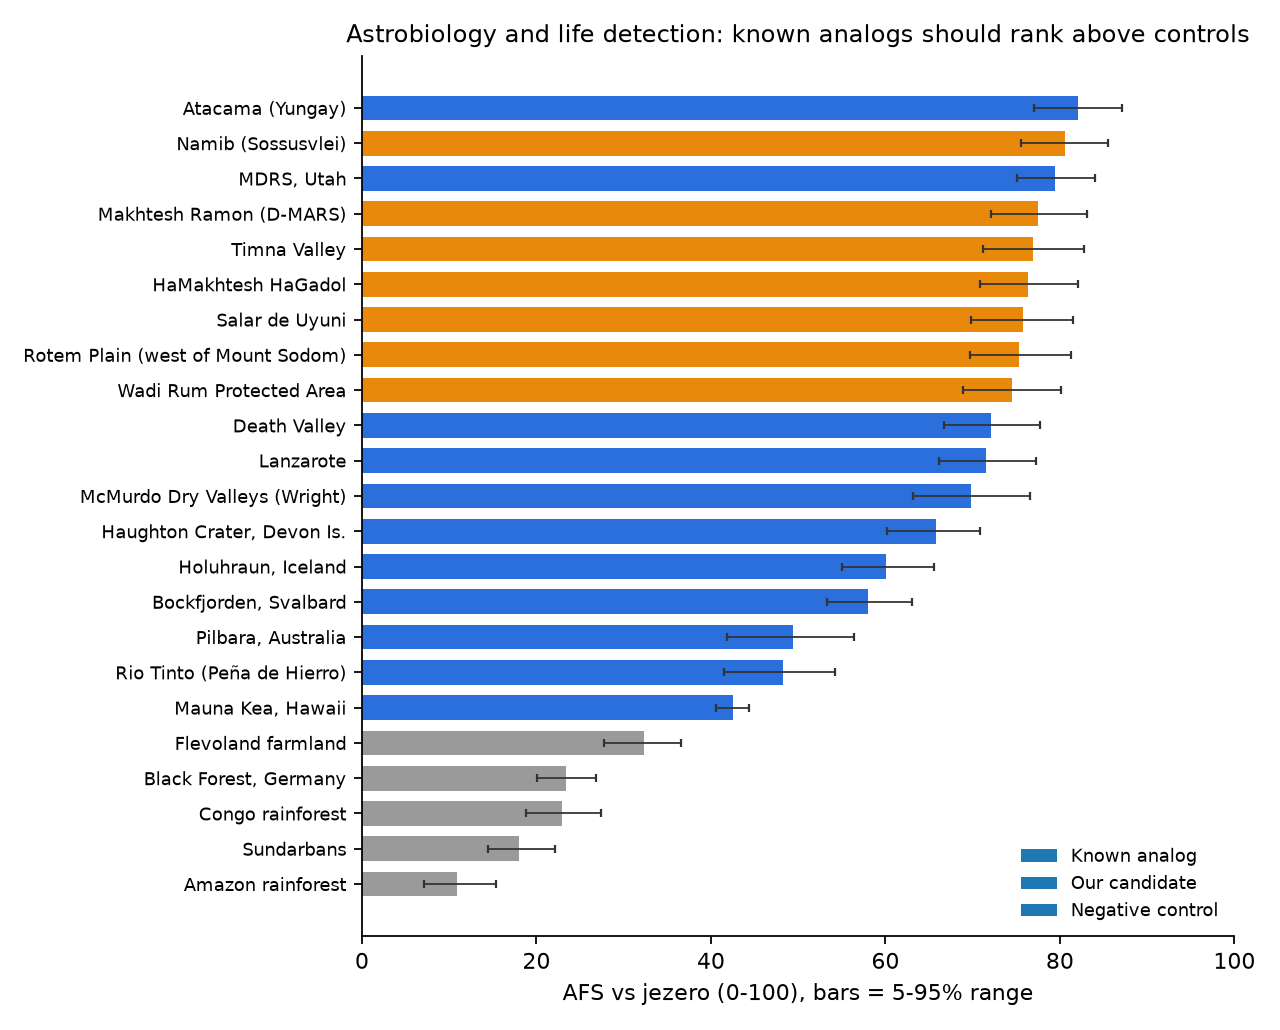 Astrobiology and life detection: known analogs should rank above controls
Atacama (Yungay)
Namib (Sossusvlei)
MDRS, Utah
Makhtesh Ramon (D-MARS)
Timna Valley
HaMakhtesh HaGadol
Salar de Uyuni
Rotem Plain (west of Mount Sodom)
Wadi Rum Protected Area
Death Valley
Lanzarote
McMurdo Dry Valleys (Wright)
Haughton Crater, Devon Is.
Holuhraun, Iceland
Bockfjorden, Svalbard
Pilbara, Australia
Rio Tinto (Peña de Hierro)
Mauna Kea, Hawaii
Flevoland farmland
Black Forest, Germany
Congo rainforest
Sundarbans
Amazon rainforest
Known analog
Our candidate
Negative control
0 20 40 60 80 100
AFS vs jezero (0-100), bars = 5-95% range